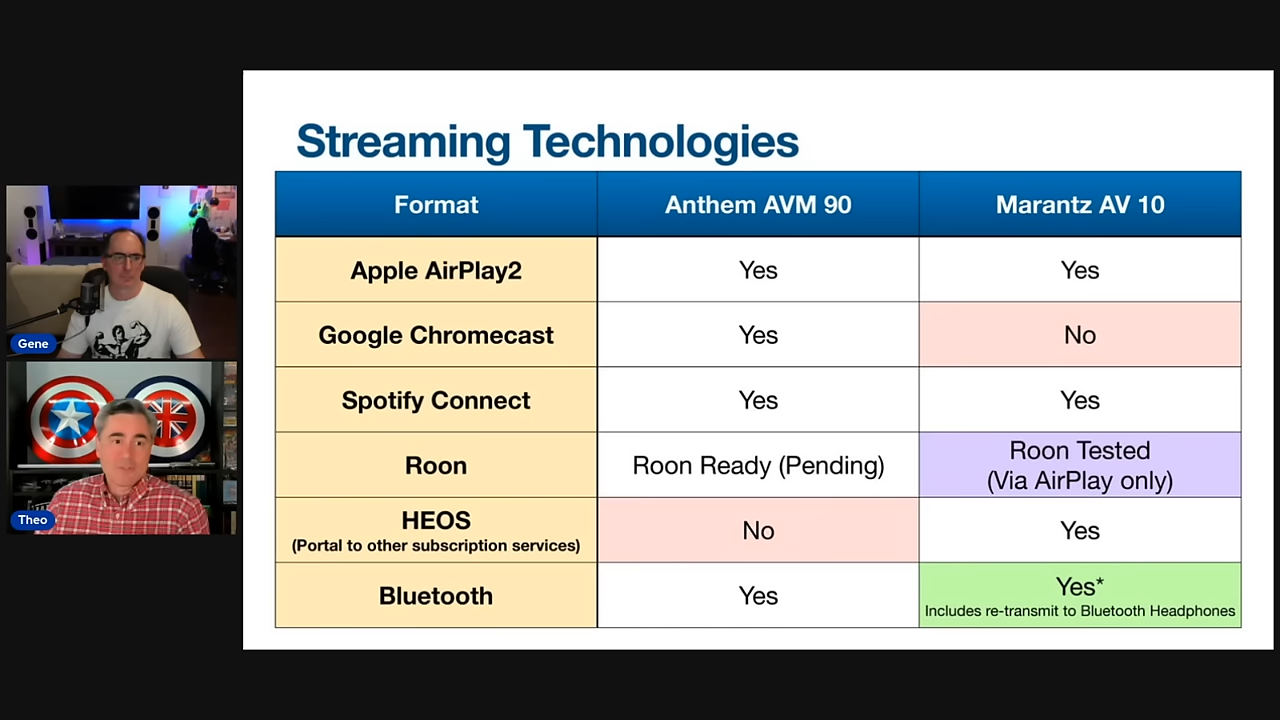 Streaming Technologies
Format Anthem AVM 90 Marantz AV 10
Apple AirPlay2 Yes Yes
Google Chromecast Yes No
Spotify Connect Yes Yes
Roon Roon Ready (Pending) Roon Tested
(Via AirPlay only)
HEOS
(Portal to other subscription services) No Yes
Bluetooth Yes Yes*
Includes re-transmit to Bluetooth Headphones
Gene
Theo